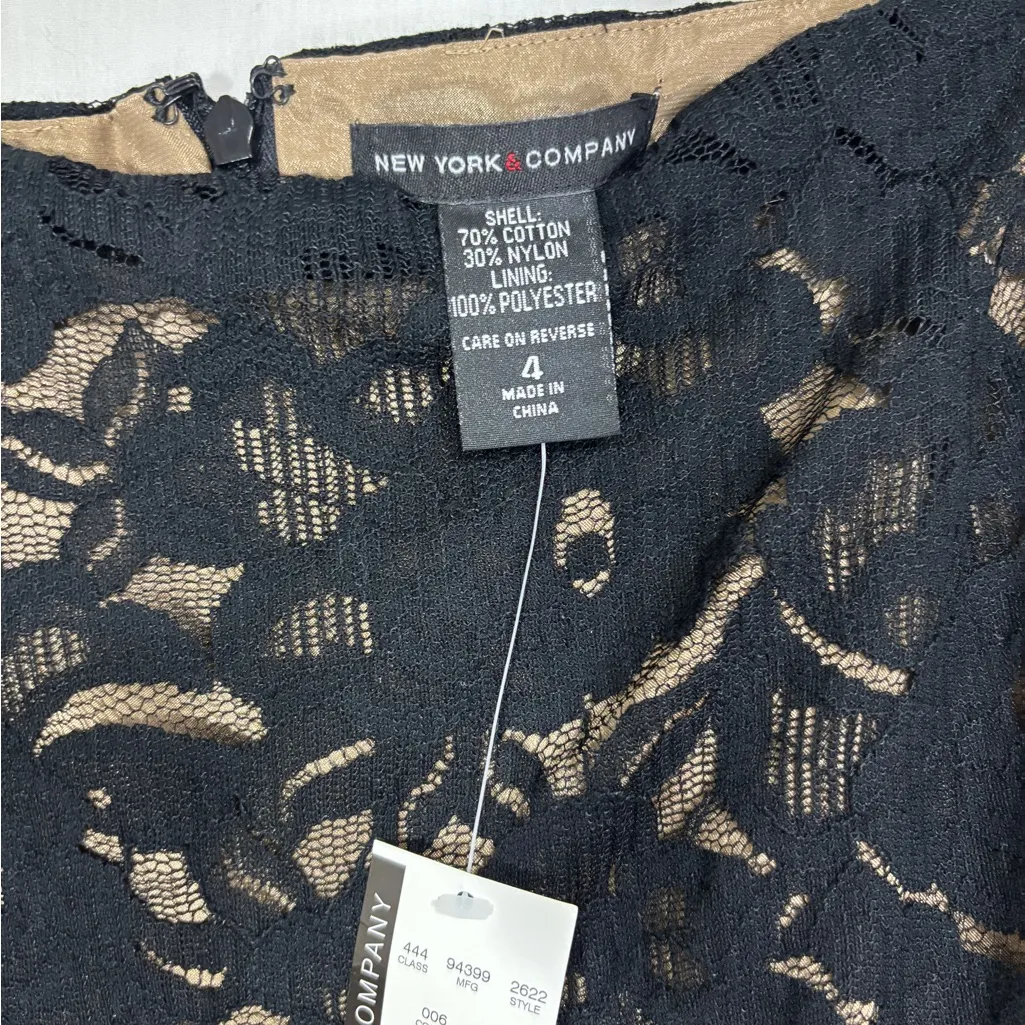 NEW YORK & COMPANY
SHELL:
70% COTTON
30% NYLON
LINING:
100% POLYESTER
CARE ON REVERSE
4
MADE IN
CHINA
OMPANY
444 94399 2622
CLASS MFG STYLE
006